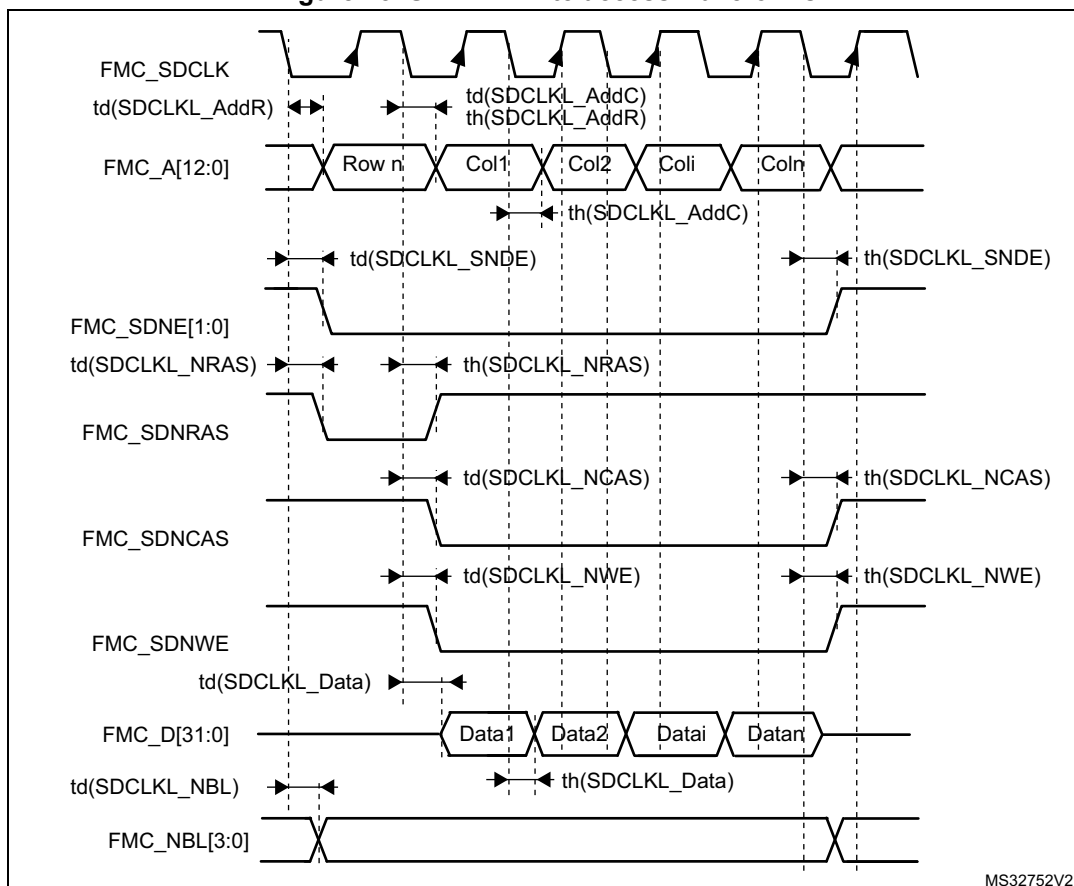 FMC_SDCLK
td(SDCLKL_AddR)
td(SDCLKL_AddC)
th(SDCLKL_AddR)
FMC_A[12:0]
Row n
Col1
Col2
Coli
Coln
th(SDCLKL_AddC)
td(SDCLKL_SNDE)
th(SDCLKL_SNDE)
FMC_SDNE[1:0]
td(SDCLKL_NRAS)
th(SDCLKL_NRAS)
FMC_SDNRAS
td(SDCLKL_NCAS)
th(SDCLKL_NCAS)
FMC_SDNCAS
td(SDCLKL_NWE)
th(SDCLKL_NWE)
FMC_SDNWE
td(SDCLKL_Data)
FMC_D[31:0]
Data1
Data2
Datai
Datan
td(SDCLKL_NBL)
th(SDCLKL_Data)
FMC_NBL[3:0]
MS32752V2